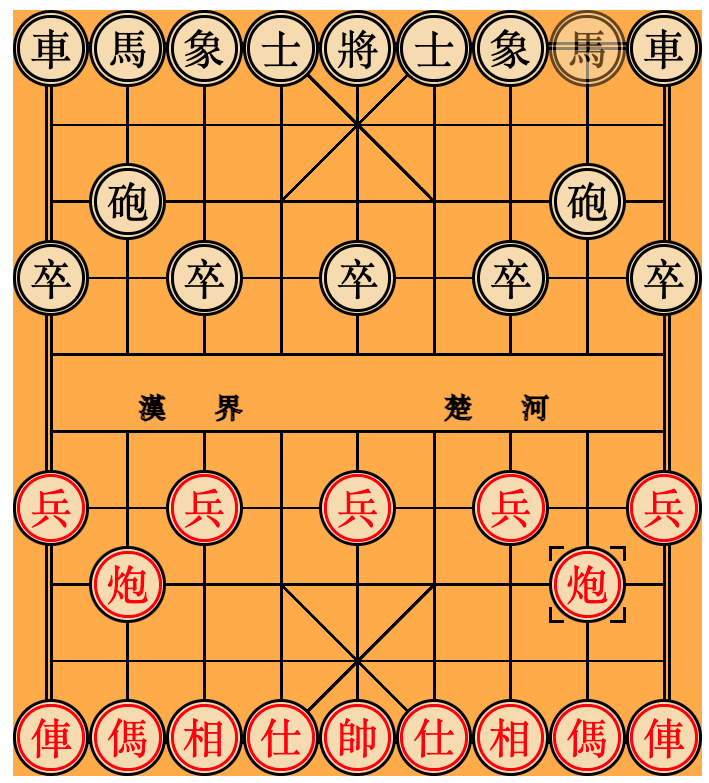 車馬象士將士象馬車
砲砲
卒卒卒卒卒
漢界楚河
兵兵兵兵兵
炮炮
俥傌相仕帥仕相傌俥